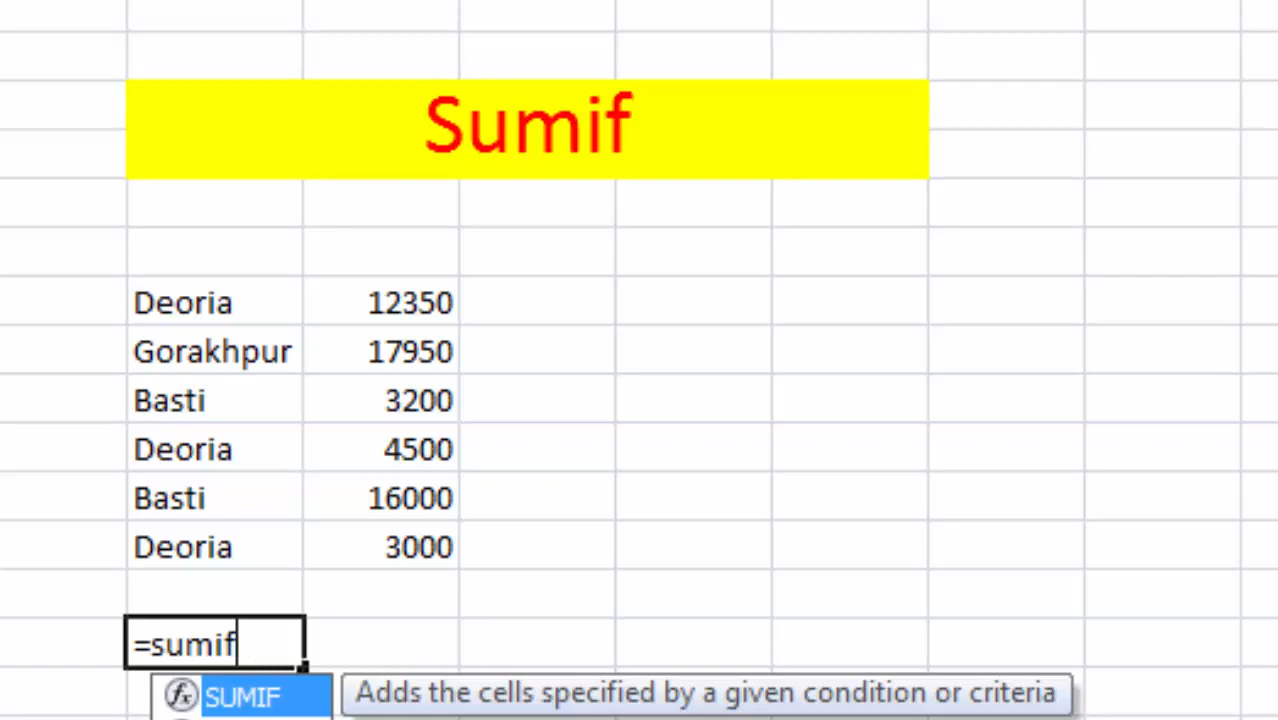 Sumif
Deoria 12350
Gorakhpur 17950
Basti 3200
Deoria 4500
Basti 16000
Deoria 3000
=sumif
fx SUMIF Adds the cells specified by a given condition or criteria